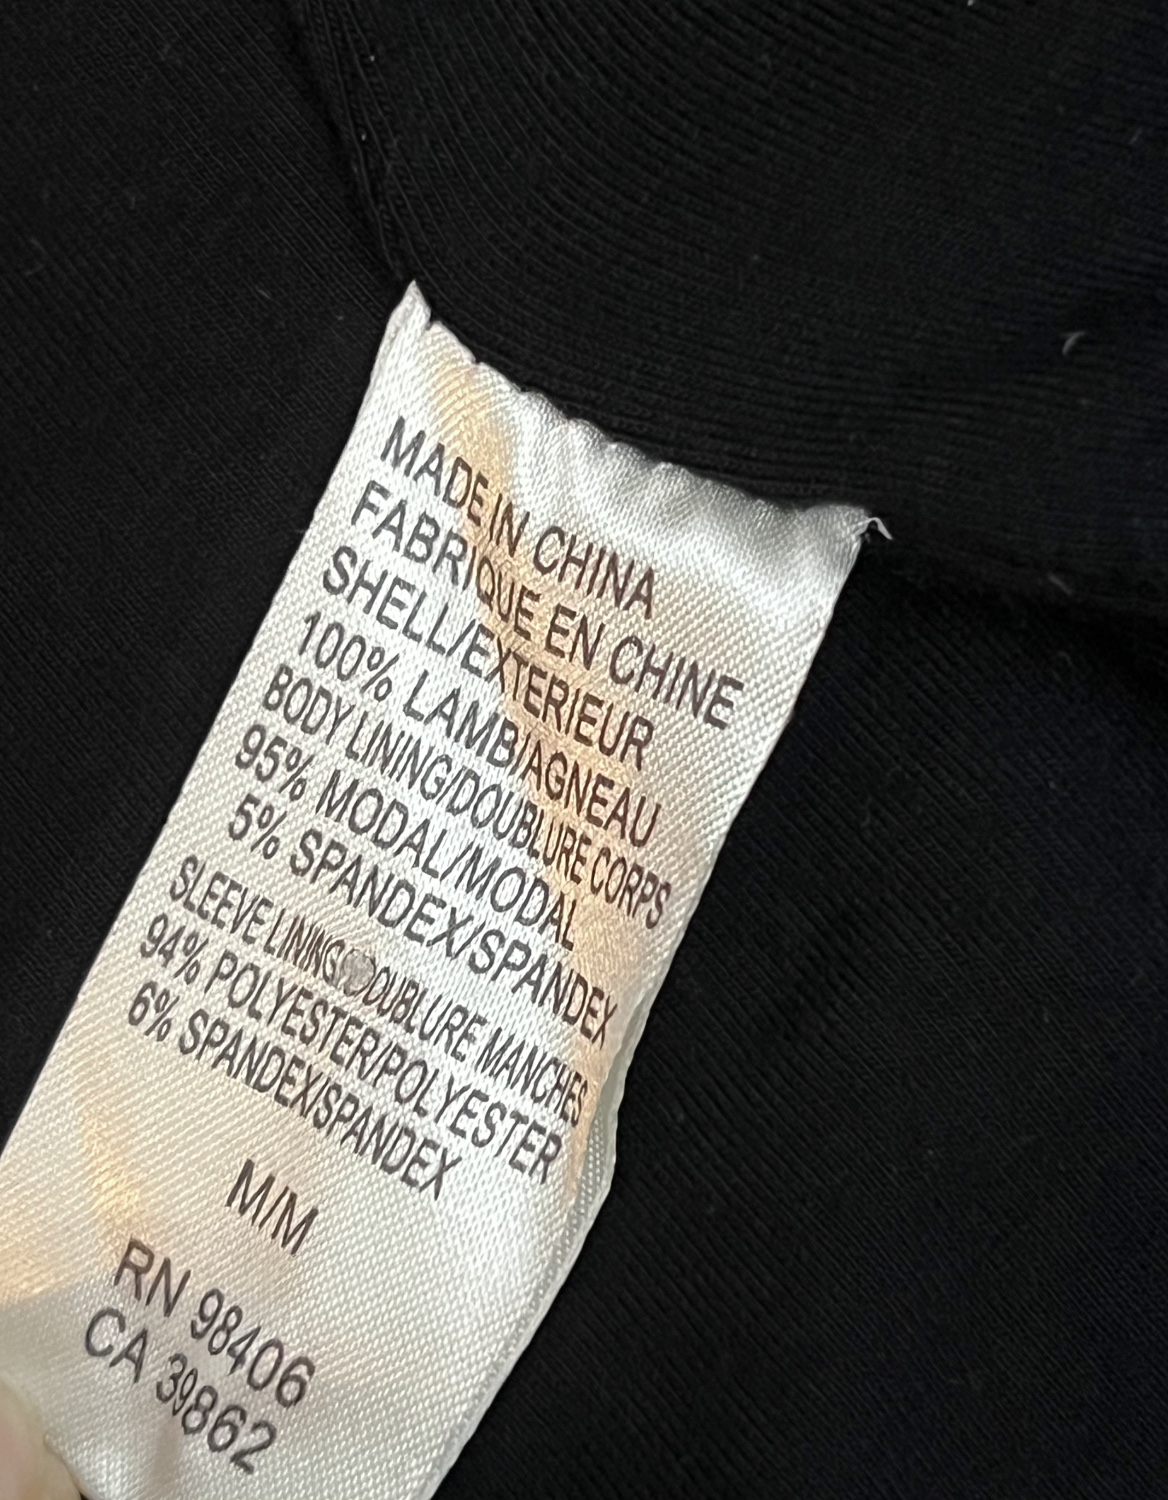 MADE IN CHINA
FABRIQUE EN CHINE
SHELL/EXTERIEUR
100% LAMB/AGNEAU
BODY LINING/DOUBLURE CORPS
95% MODAL/MODAL
5% SPANDEX/SPANDEX
SLEEVE LINING/DOUBLURE MANCHES
94% POLYESTER/POLYESTER
6% SPANDEX/SPANDEX
M/M
RN 98406
CA 39862